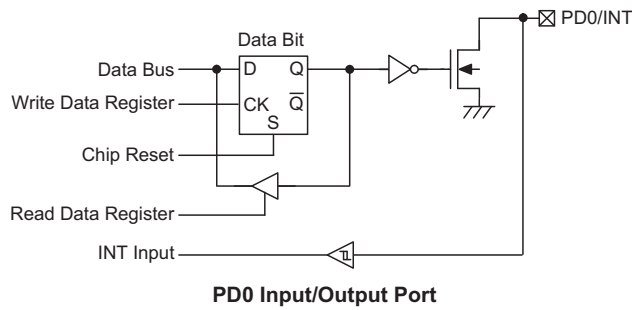 PD0/INT
Data Bit
Data Bus
D
Q
Write Data Register
CK
Q̅
S
Chip Reset
Read Data Register
INT Input
PD0 Input/Output Port